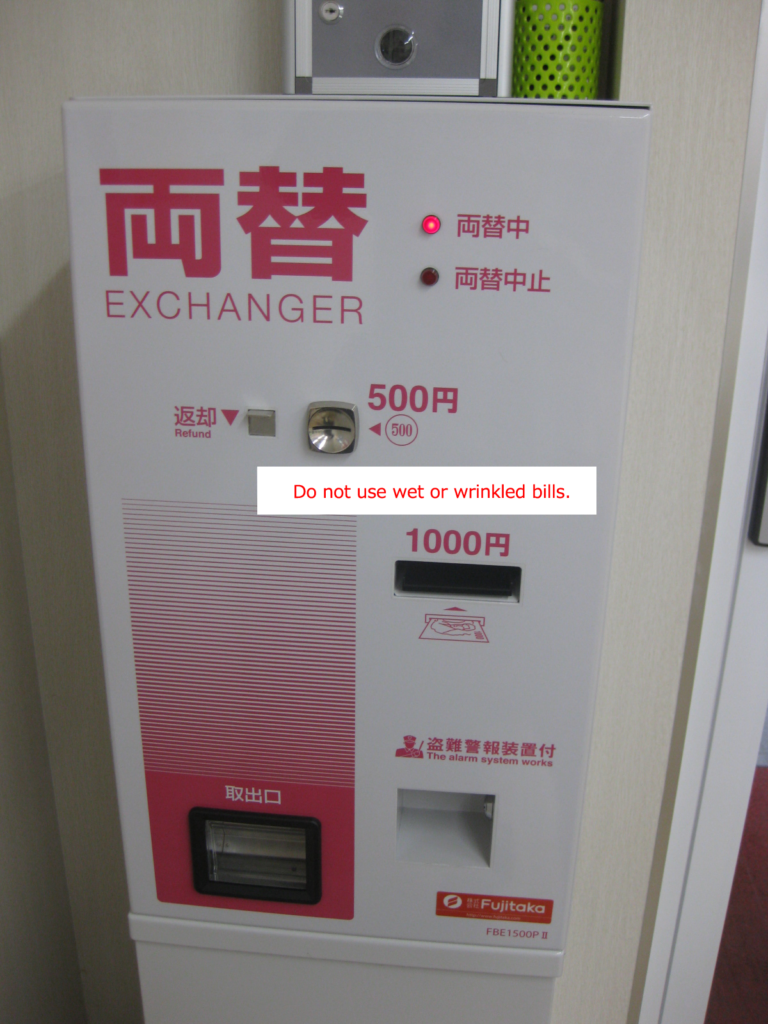 両替
EXCHANGER
両替中
両替中止
返却
Refund
500円
500
Do not use wet or wrinkled bills.
1000円
盗難警報装置付
The alarm system works
取出口
Fujitaka
FBE1500P II